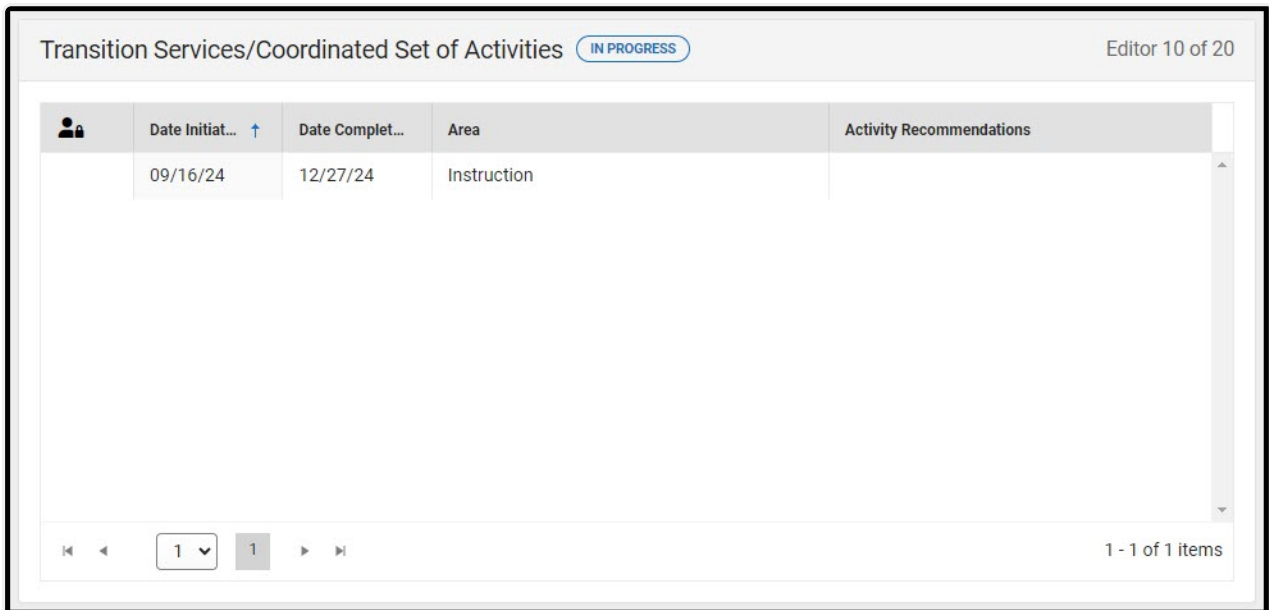 Transition Services/Coordinated Set of Activities IN PROGRESS Editor 10 of 20
Date Initiat... Date Complet... Area Activity Recommendations
09/16/24 12/27/24 Instruction
1 1 1 - 1 of 1 items